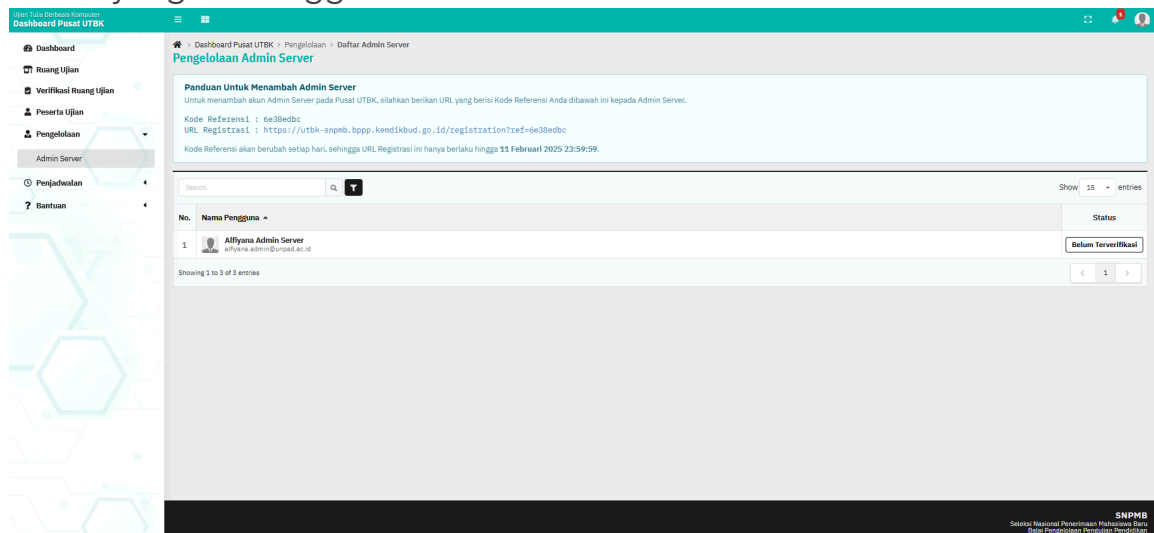 Ujian Tulis Berbasis Komputer
Dashboard Pusat UTBK
Dashboard
Ruang Ujian
Verifikasi Ruang Ujian
Peserta Ujian
Pengelolaan
Admin Server
Penjadwalan
Bantuan
> Dashboard Pusat UTBK > Pengelolaan > Daftar Admin Server
Pengelolaan Admin Server
Panduan Untuk Menambah Admin Server
Untuk menambah akun Admin Server pada Pusat UTBK, silahkan berikan URL yang berisi Kode Referensi Anda dibawah ini kepada Admin Server.
Kode Referensi : 6e38edbc
URL Registrasi : https://utbk-snpmb.bppp.kemdikbud.go.id/registration?ref=6e38edbc
Kode Referensi akan berubah setiap hari, sehingga URL Registrasi ini hanya berlaku hingga 11 Februari 2025 23:59:59.
Search..
Show 15 entries
No. Nama Pengguna Status
1 Alfiyana Admin Server Belum Terverifikasi
alfiyana.admin@unpad.ac.id
Showing 1 to 3 of 3 entries
< 1 >
SNPMB
Seleksi Nasional Penerimaan Mahasiswa Baru
Balai Pengelolaan Pengujian Pendidikan